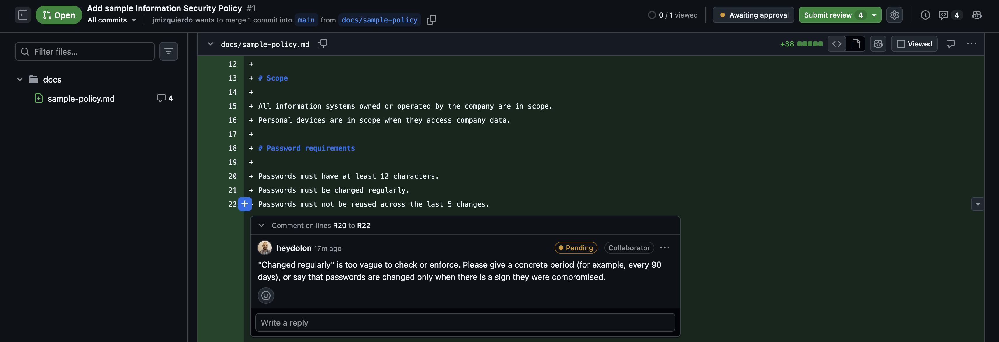 Open
Add sample Information Security Policy #1
All commits
jmizquierdo wants to merge 1 commit into main from docs/sample-policy
0 / 1 viewed
Awaiting approval
Submit review 4
4
Filter files...
docs
sample-policy.md 4
docs/sample-policy.md
+38
Viewed
12 +
13 + # Scope
14 +
15 + All information systems owned or operated by the company are in scope.
16 + Personal devices are in scope when they access company data.
17 +
18 + # Password requirements
19 +
20 + Passwords must have at least 12 characters.
21 + Passwords must be changed regularly.
22 + Passwords must not be reused across the last 5 changes.
Comment on lines R20 to R22
heydolon 17m ago
Pending
Collaborator
"Changed regularly" is too vague to check or enforce. Please give a concrete period (for example, every 90
days), or say that passwords are changed only when there is a sign they were compromised.
Write a reply